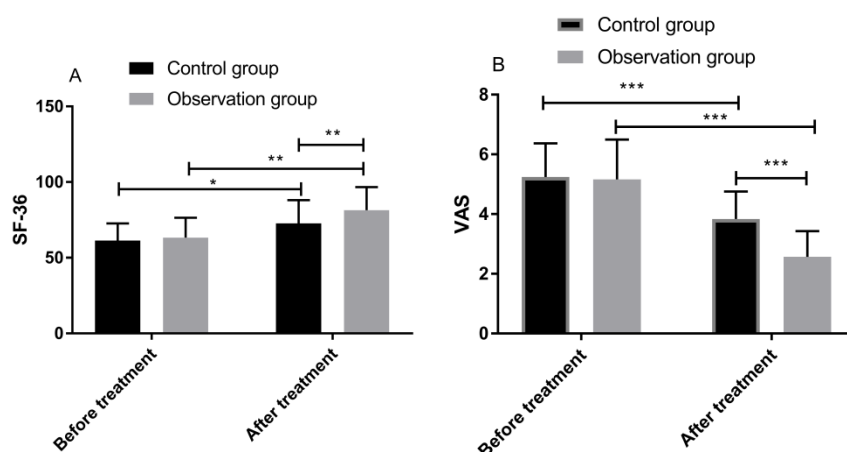 A
Control group
Observation group
SF-36
150
100
50
0
**
**
*
Before treatment
After treatment
B
Control group
Observation group
VAS
8
6
4
2
0
***
***
***
Before treatment
After treatment